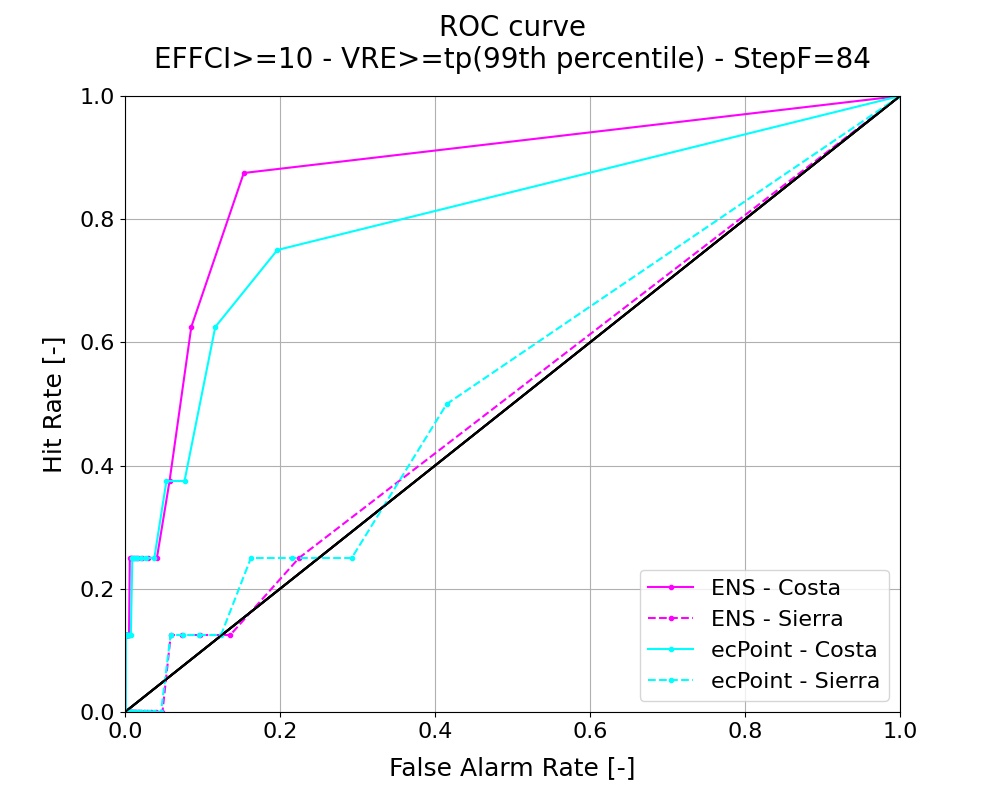 ROC curve
EFFCI>=10 - VRE>=tp(99th percentile) - StepF=84
1.0
0.8
0.6
0.4
0.2
0.0
Hit Rate [-]
0.0 0.2 0.4 0.6 0.8 1.0
False Alarm Rate [-]
ENS - Costa
ENS - Sierra
ecPoint - Costa
ecPoint - Sierra